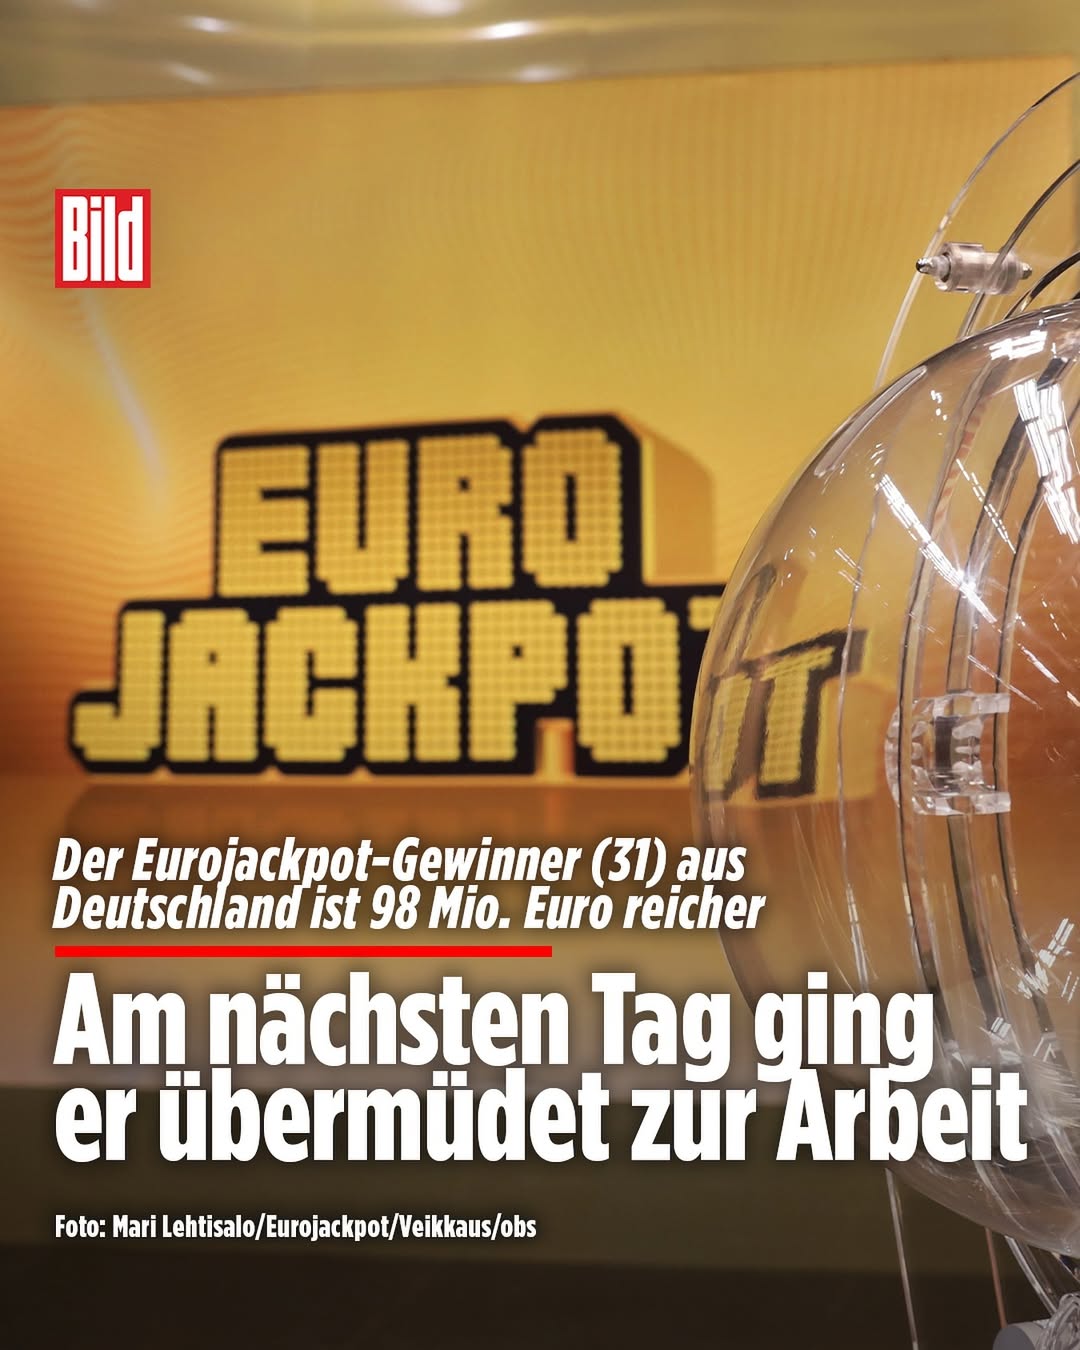 Bild
EURO
JACKPOT
Der Eurojackpot-Gewinner (31) aus
Deutschland ist 98 Mio. Euro reicher
Am nächsten Tag ging
er übermüdet zur Arbeit
Foto: Mari Lehtisalo/Eurojackpot/Veikkaus/obs